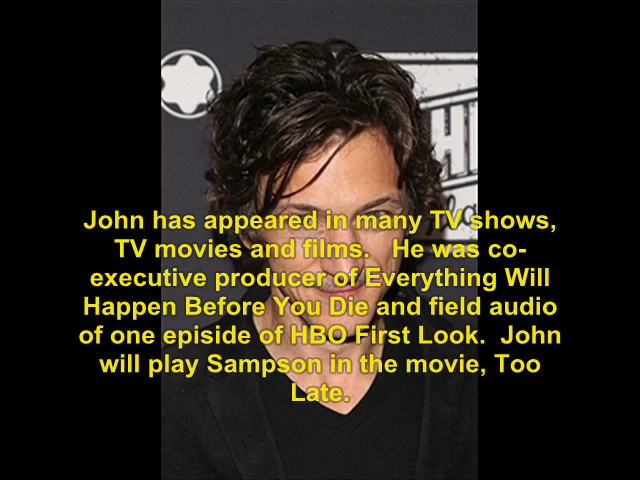 John has appeared in many TV shows,
TV movies and films. He was co-
executive producer of Everything Will
Happen Before You Die and field audio
of one episide of HBO First Look. John
will play Sampson in the movie, Too
Late.